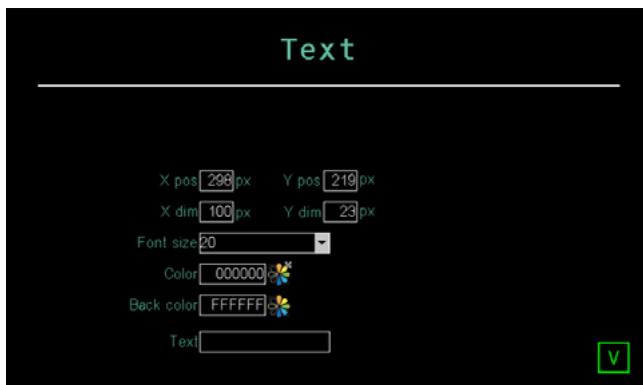 Text
X pos 298 px Y pos 219 px
X dim 100 px Y dim 23 px
Font size 20
Color 000000
Back color FFFFFF
Text
V